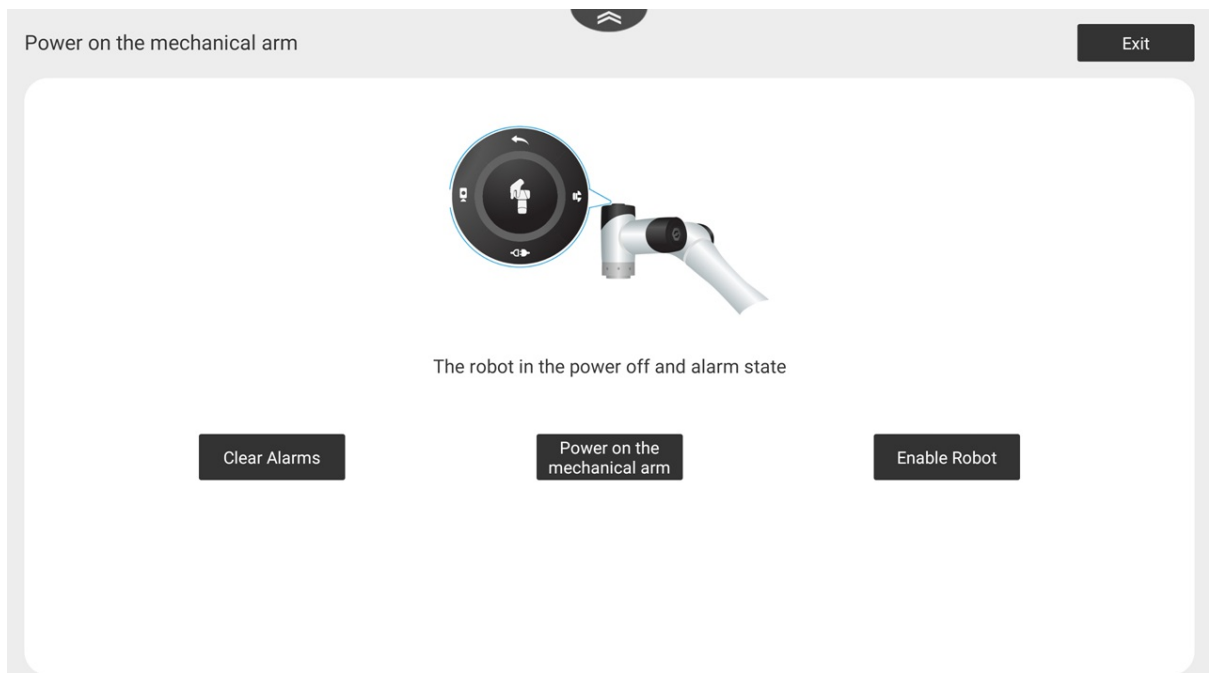 Power on the mechanical arm
Exit
The robot in the power off and alarm state
Clear Alarms
Power on the
mechanical arm
Enable Robot